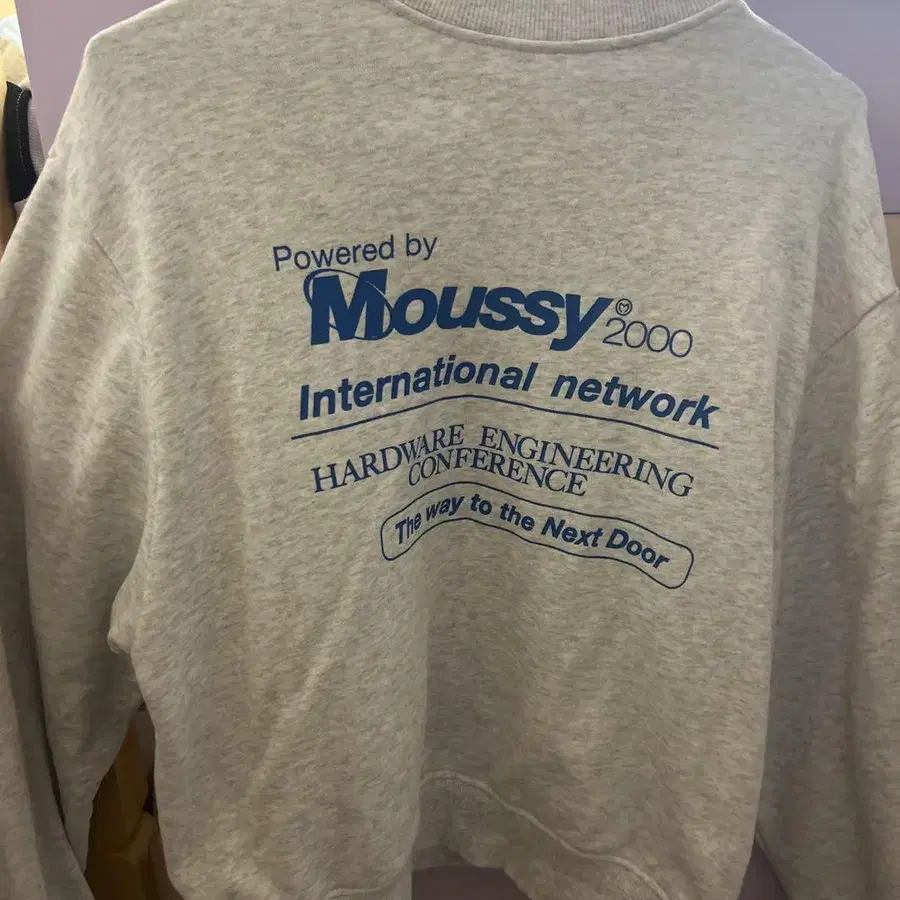 Powered by
Moussy 2000
International network
HARDWARE ENGINEERING
CONFERENCE
The way to the Next Door